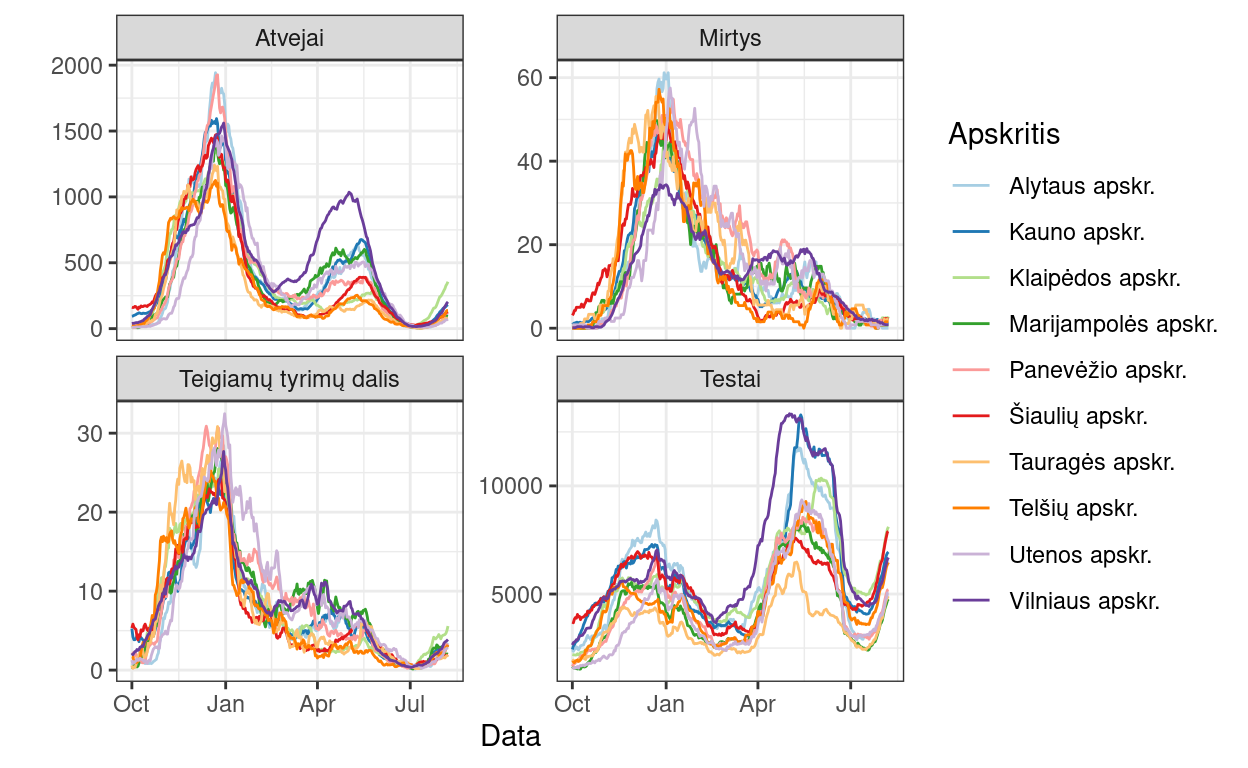 Atvejai
Mirtys
2000
1500
1000
500
0
60
40
20
0
Teigiamų tyrimų dalis
Testai
30
20
10
0
10000
5000
Oct Jan Apr Jul
Oct Jan Apr Jul
Data
Apskritis
Alytaus apskr.
Kauno apskr.
Klaipėdos apskr.
Marijampolės apskr.
Panevėžio apskr.
Šiaulių apskr.
Tauragės apskr.
Telšių apskr.
Utenos apskr.
Vilniaus apskr.